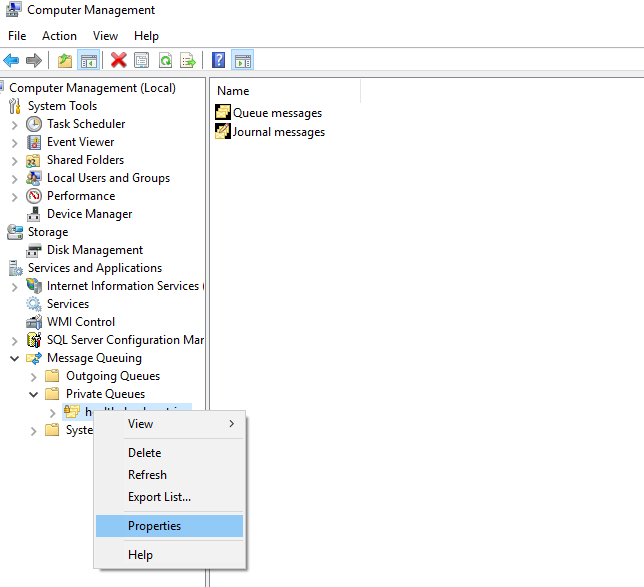 Computer Management
File Action View Help
Computer Management (Local)
System Tools
Task Scheduler
Event Viewer
Shared Folders
Local Users and Groups
Performance
Device Manager
Storage
Disk Management
Services and Applications
Internet Information Services (
Services
WMI Control
SQL Server Configuration Mar
Message Queuing
Outgoing Queues
Private Queues
Syste
Name
Queue messages
Journal messages
View
Delete
Refresh
Export List...
Properties
Help